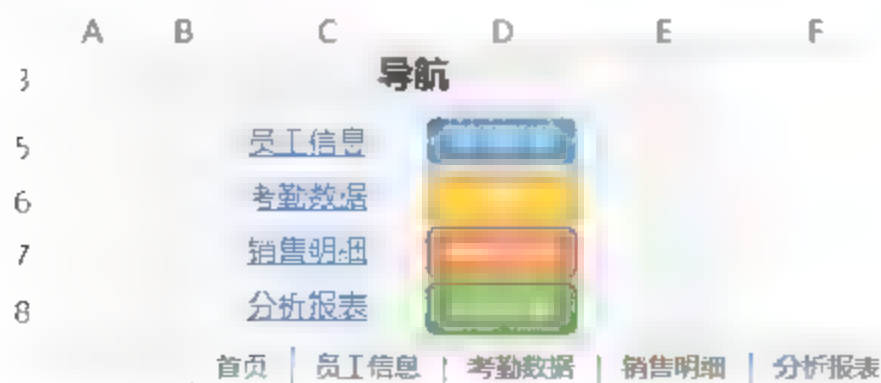 A B C D E F
3 导航
5 员工信息
6 考勤数据
7 销售明细
8 分析报表
首页 员工信息 考勤数据 销售明细 分析报表